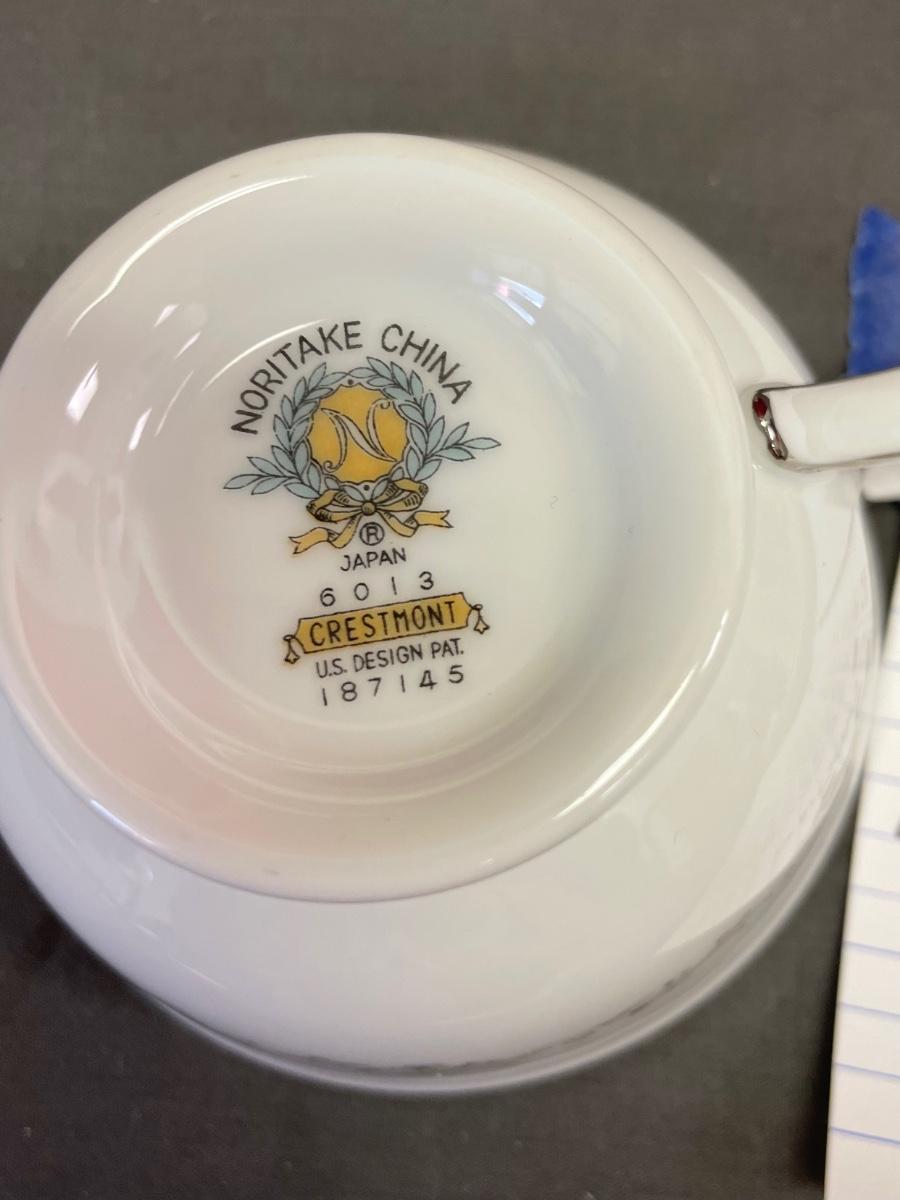 NORITAKE CHINA
N
®
JAPAN
6013
CRESTMONT
U.S. DESIGN PAT.
187145